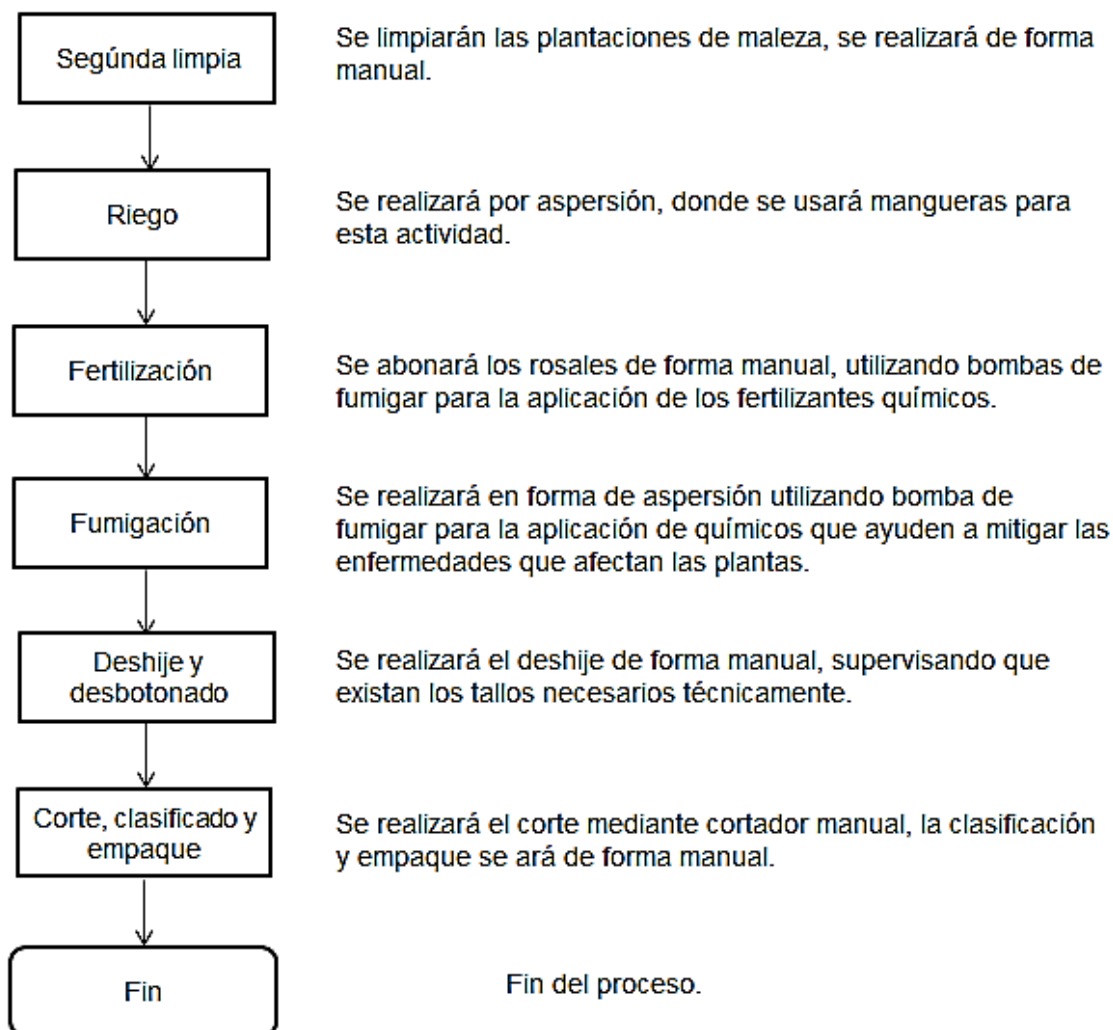 Segúnda limpia
Se limpiarán las plantaciones de maleza, se realizará de forma
manual.
Riego
Se realizará por aspersión, donde se usará mangueras para
esta actividad.
Fertilización
Se abonará los rosales de forma manual, utilizando bombas de
fumigar para la aplicación de los fertilizantes químicos.
Fumigación
Se realizará en forma de aspersión utilizando bomba de
fumigar para la aplicación de químicos que ayuden a mitigar las
enfermedades que afectan las plantas.
Deshije y
desbotonado
Se realizará el deshije de forma manual, supervisando que
existan los tallos necesarios técnicamente.
Corte, clasificado y
empaque
Se realizará el corte mediante cortador manual, la clasificación
y empaque se ará de forma manual.
Fin
Fin del proceso.